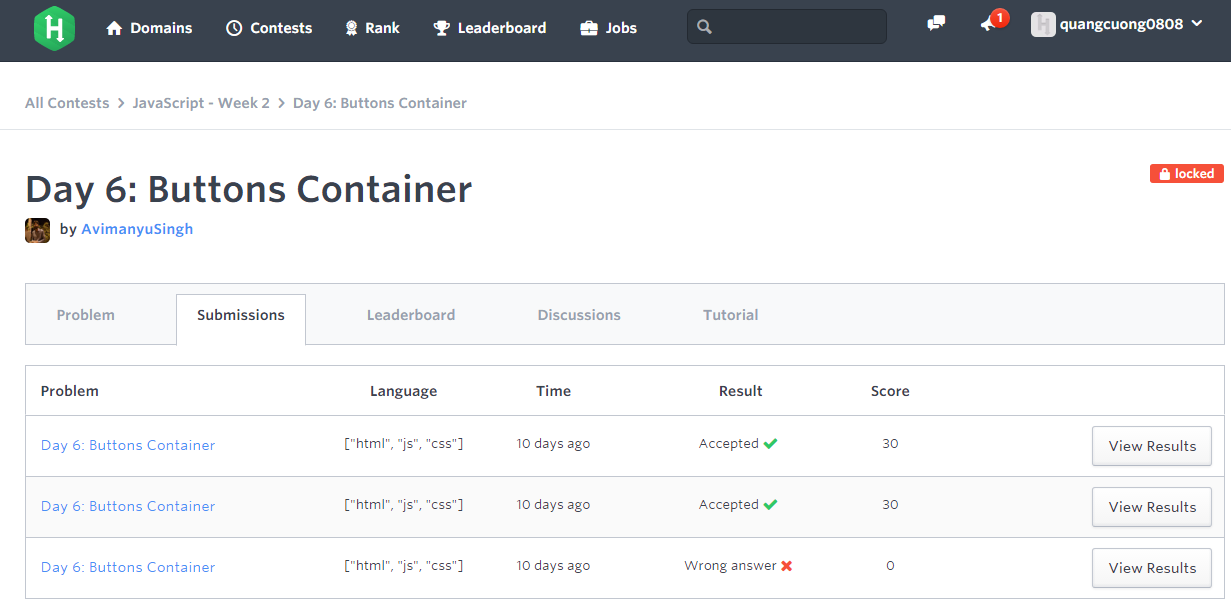 H Domains Contests Rank Leaderboard Jobs 1 H quangcuong0808
All Contests > JavaScript - Week 2 > Day 6: Buttons Container
Day 6: Buttons Container locked
by AvimanyuSingh
Problem Submissions Leaderboard Discussions Tutorial
Problem Language Time Result Score
Day 6: Buttons Container ["html", "js", "css"] 10 days ago Accepted 30 View Results
Day 6: Buttons Container ["html", "js", "css"] 10 days ago Accepted 30 View Results
Day 6: Buttons Container ["html", "js", "css"] 10 days ago Wrong answer 0 View Results